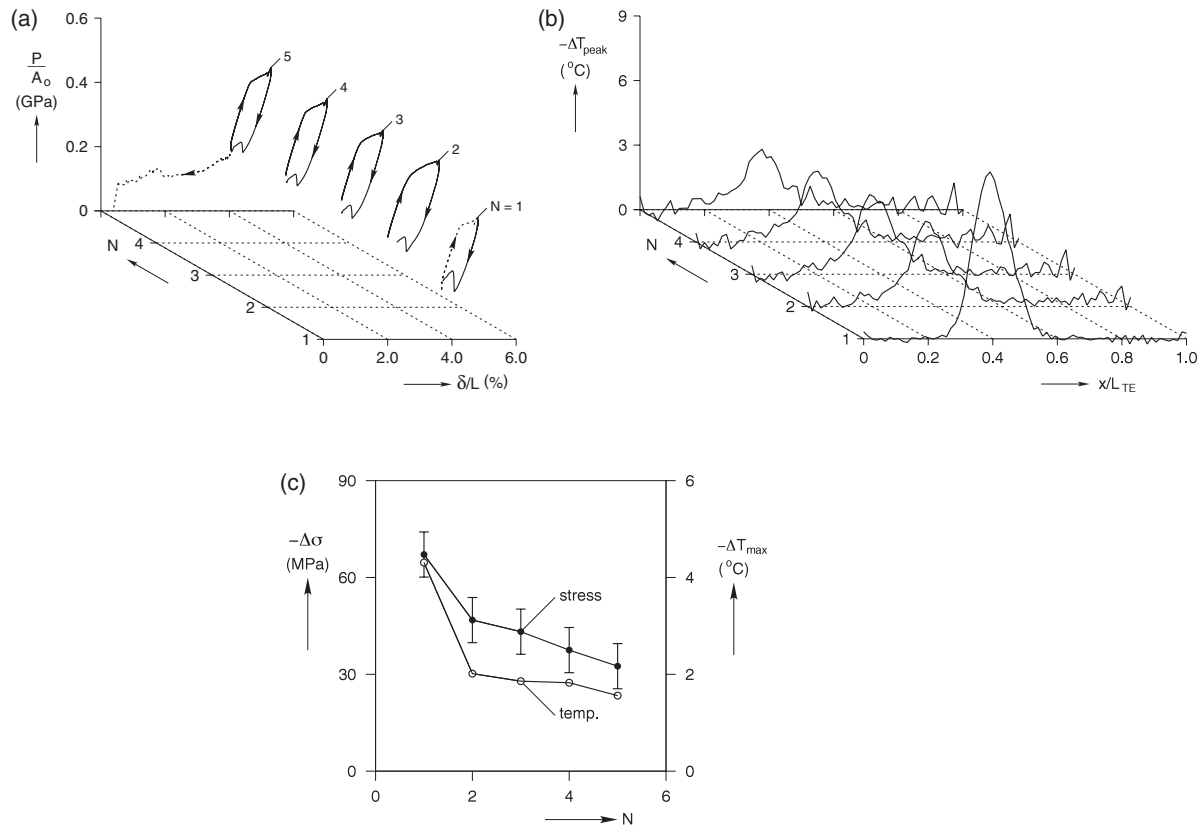 (a)
0.6
0.4
0.2
0
P
A₀
(GPa)
5
4
3
2
N = 1
N
4
3
2
1
0
2.0
4.0
6.0
δ/L (%)
(b)
9
6
3
0
-ΔTpeak
(°C)
N
4
3
2
1
0
0.2
0.4
0.6
0.8
1.0
x/LTE
(c)
90
60
30
0
-Δσ
(MPa)
6
4
2
0
-ΔTmax
(°C)
stress
temp.
0
2
4
6
N